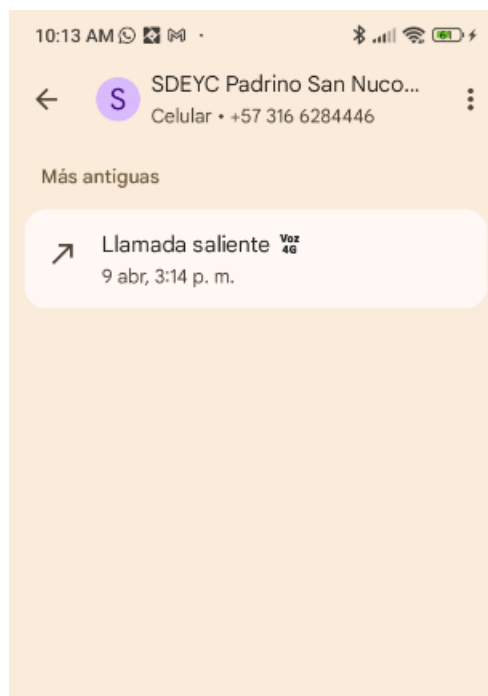 10:13 AM
61
S
SDEYC Padrino San Nuco...
Celular • +57 316 6284446
Más antiguas
Llamada saliente Voz 4G
9 abr, 3:14 p. m.